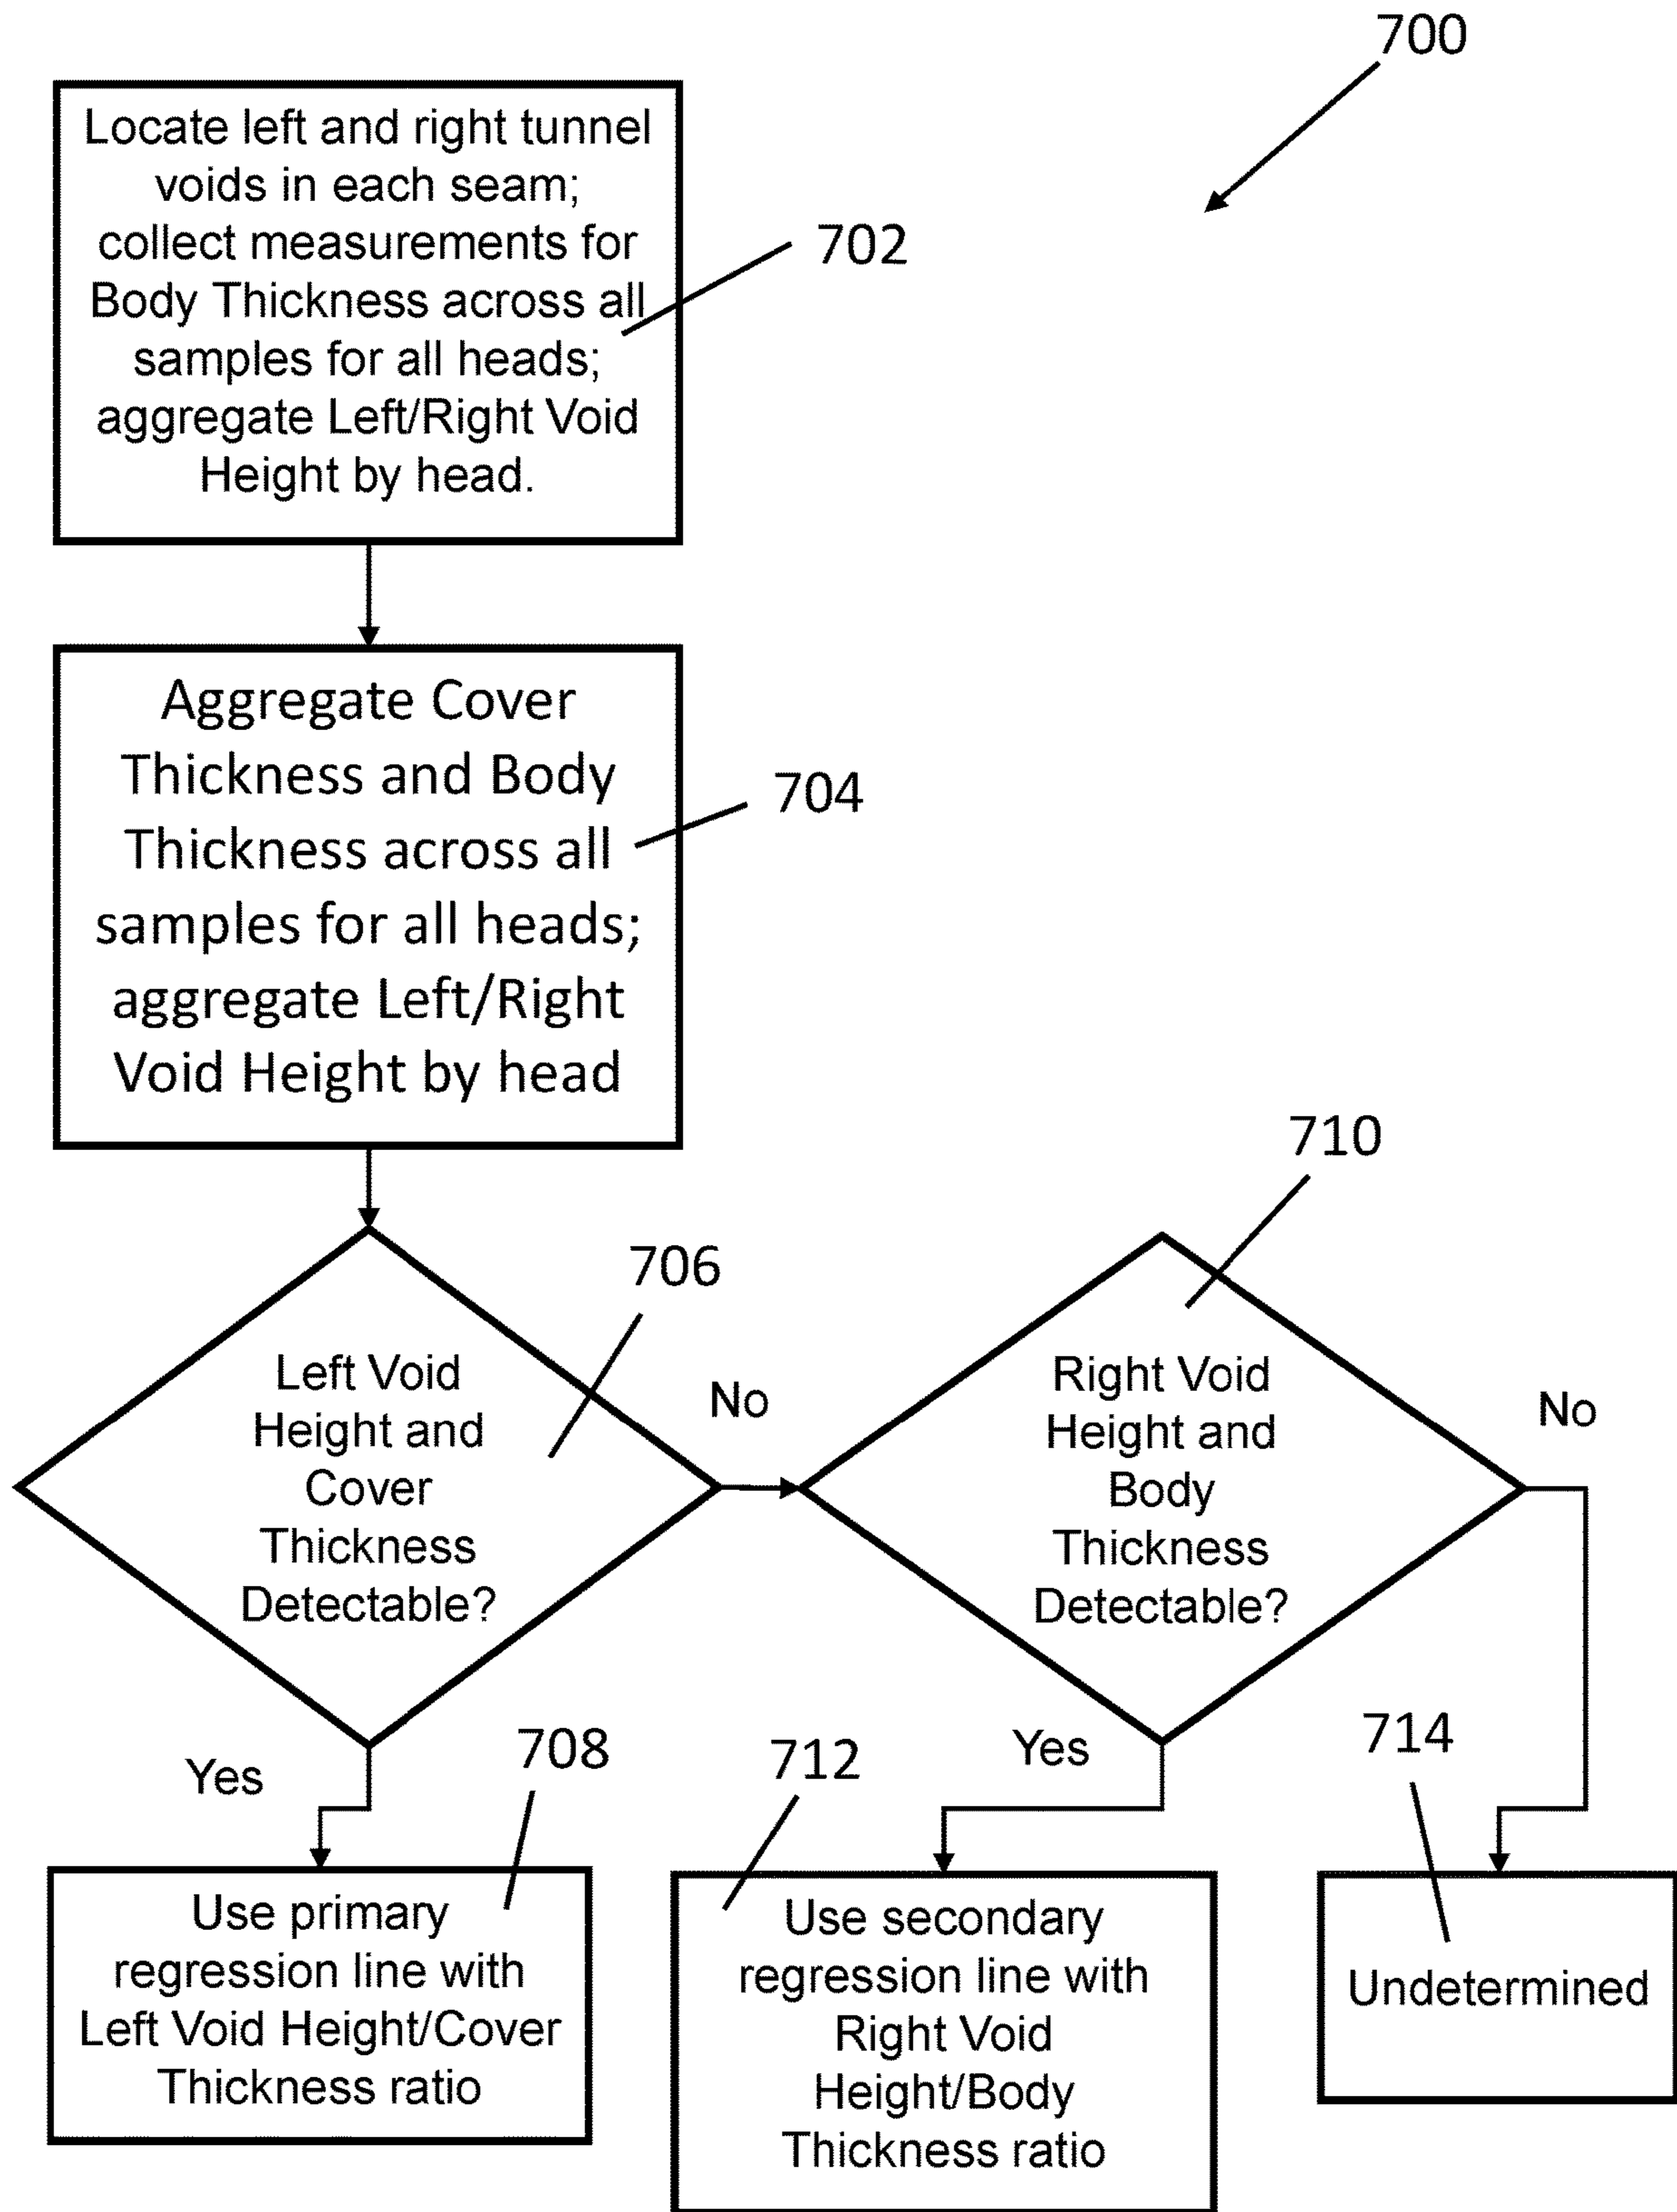 700
Locate left and right tunnel
voids in each seam;
collect measurements for
Body Thickness across all
samples for all heads;
aggregate Left/Right Void
Height by head.
702
Aggregate Cover
Thickness and Body
Thickness across all
samples for all heads;
aggregate Left/Right
Void Height by head
704
706
Left Void
Height and
Cover
Thickness
Detectable?
No
710
Right Void
Height and
Body
Thickness
Detectable?
No
Yes
708
Use primary
regression line with
Left Void Height/Cover
Thickness ratio
Yes
712
Use secondary
regression line with
Right Void
Height/Body
Thickness ratio
714
Undetermined